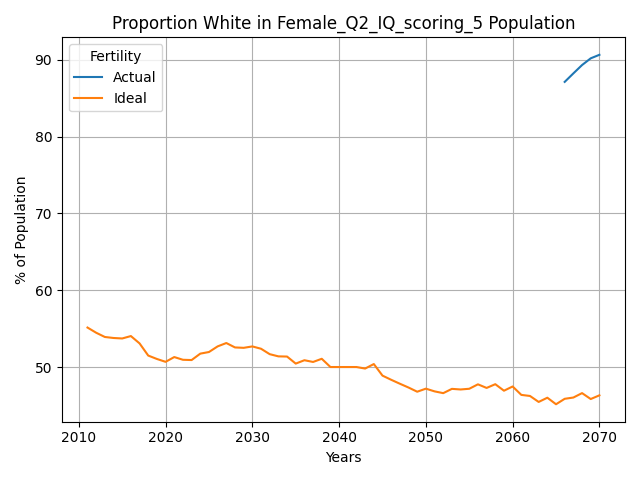 Proportion White in Female_Q2_IQ_scoring_5 Population
Fertility
Actual
Ideal
% of Population
90
80
70
60
50
2010 2020 2030 2040 2050 2060 2070
Years